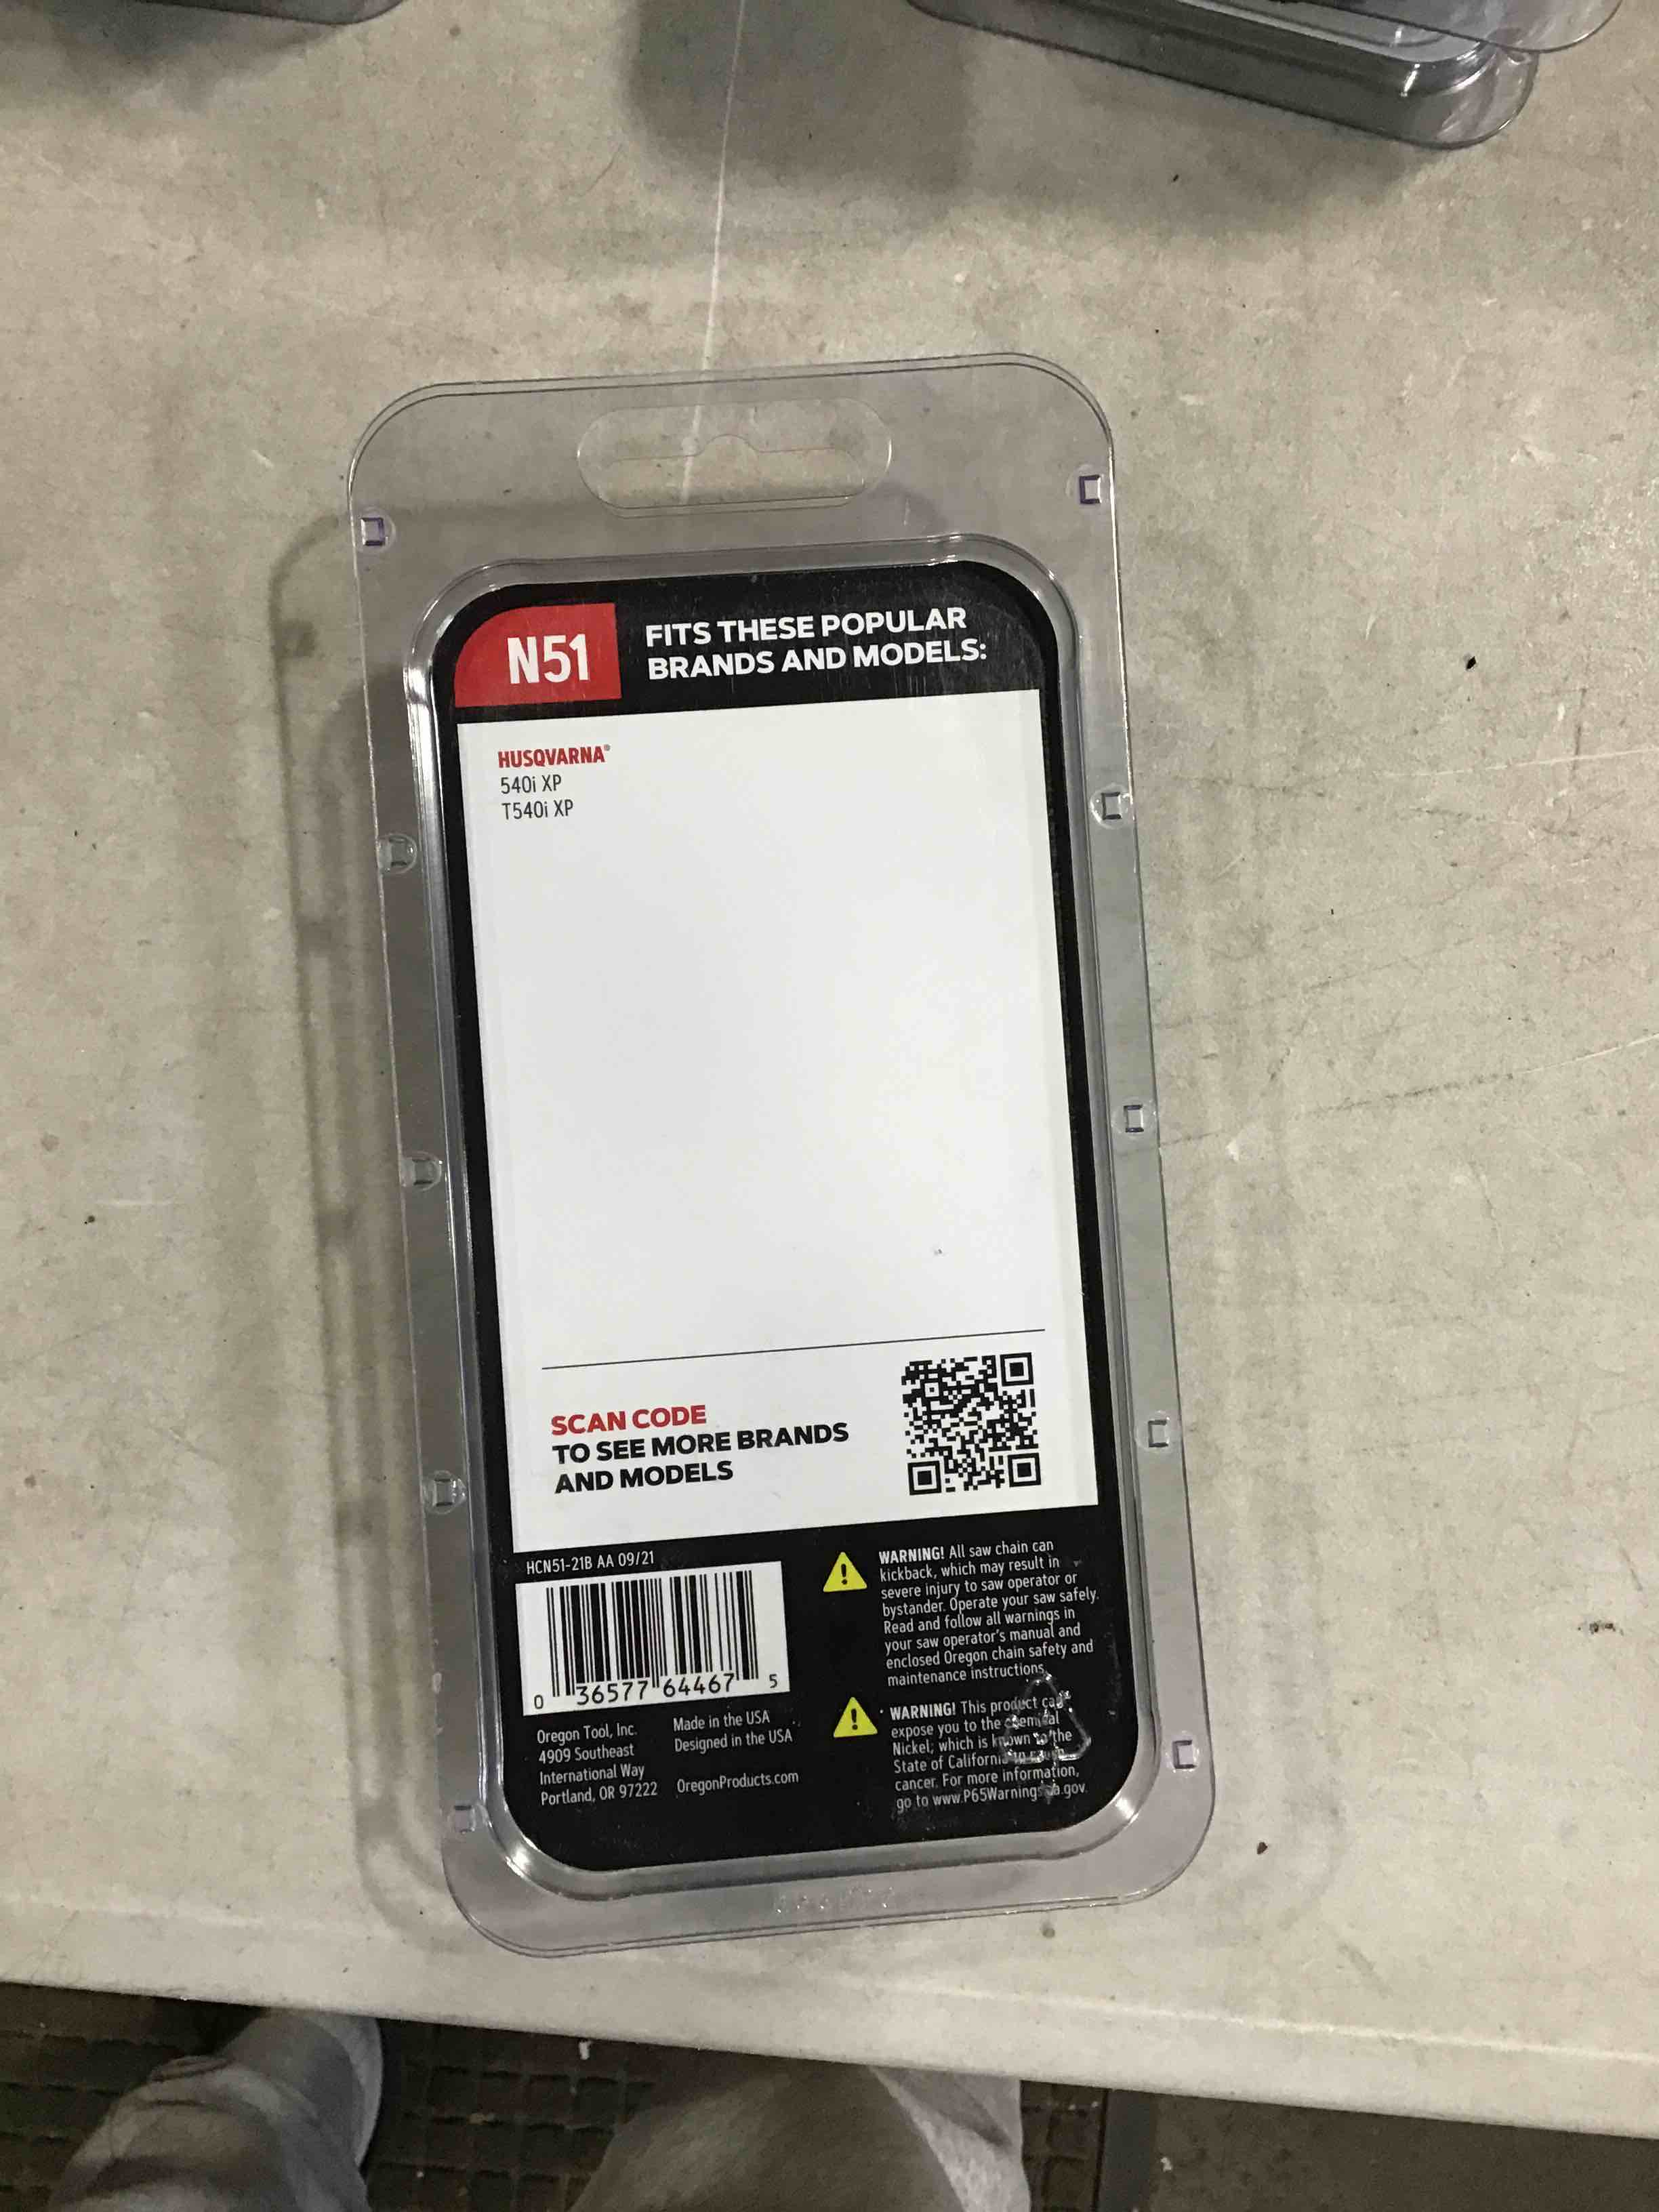 N51
FITS THESE POPULAR
BRANDS AND MODELS:
HUSQVARNA®
540i XP
T540i XP
SCAN CODE
TO SEE MORE BRANDS
AND MODELS
HCN51-21B AA 09/21
0 36577 64467 5
Oregon Tool, Inc.
4909 Southeast
International Way
Portland, OR 97222
Made in the USA
Designed in the USA
OregonProducts.com
WARNING! All saw chain can
kickback, which may result in
severe injury to saw operator or
bystander. Operate your saw safely.
Read and follow all warnings in
your saw operator's manual and
enclosed Oregon chain safety and
maintenance instructions.
WARNING! This product can
expose you to the chemical
Nickel; which is known to the
State of California to cause
cancer. For more information,
go to www.P65Warnings.ca.gov.